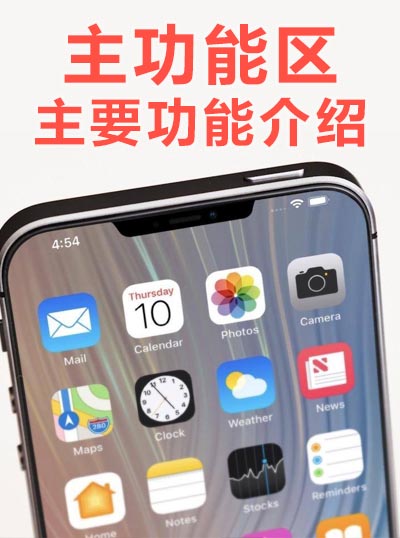 主功能区
主要功能介绍
4:54
Mail
Thursday
10
Calendar
Photos
Camera
Maps
280
Clock
Weather
News
Home
Notes
Stocks
Reminders